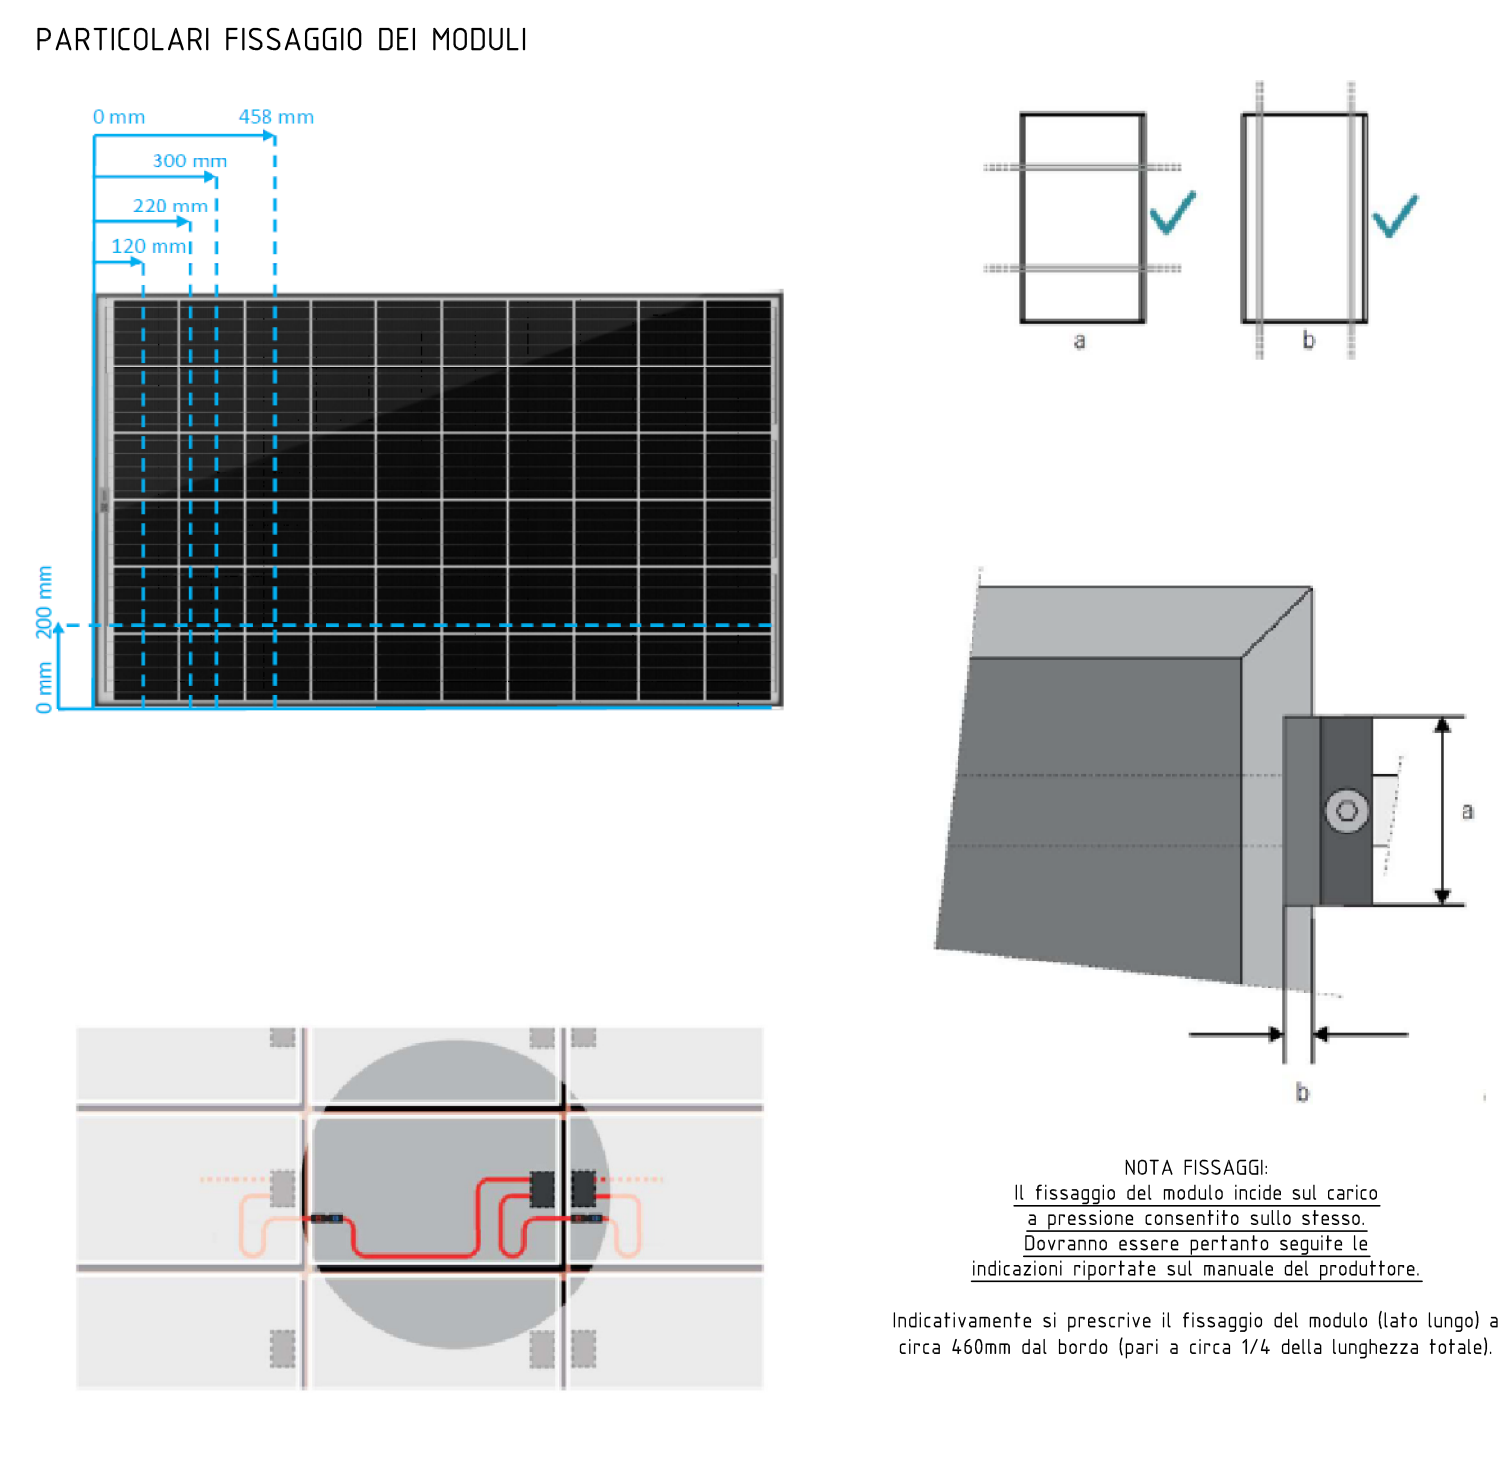 PARTICOLARI FISSAGGIO DEI MODULI
0 mm
458 mm
300 mm
220 mm
120 mm
200 mm
0 mm
a
b
a
b
NOTA FISSAGGI:
Il fissaggio del modulo incide sul carico
a pressione consentito sullo stesso.
Dovranno essere pertanto seguite le
indicazioni riportate sul manuale del produttore.
Indicativamente si prescrive il fissaggio del modulo (lato lungo) a
circa 460mm dal bordo (pari a circa 1/4 della lunghezza totale).